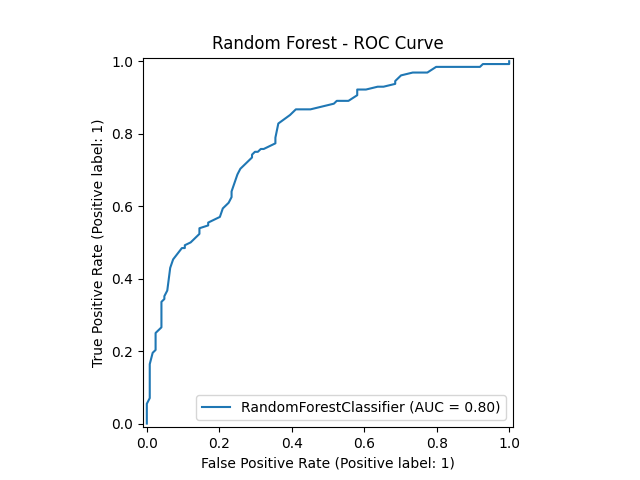 Random Forest - ROC Curve
1.0
0.8
0.6
0.4
0.2
0.0
True Positive Rate (Positive label: 1)
RandomForestClassifier (AUC = 0.80)
0.0 0.2 0.4 0.6 0.8 1.0
False Positive Rate (Positive label: 1)